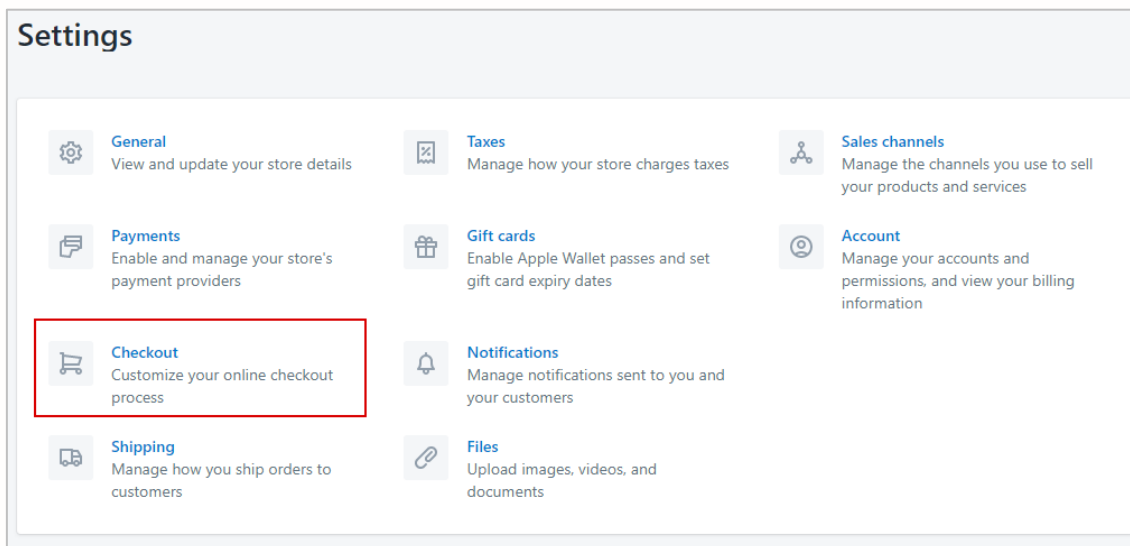 Settings
General
View and update your store details
Taxes
Manage how your store charges taxes
Sales channels
Manage the channels you use to sell
your products and services
Payments
Enable and manage your store's
payment providers
Gift cards
Enable Apple Wallet passes and set
gift card expiry dates
Account
Manage your accounts and
permissions, and view your billing
information
Checkout
Customize your online checkout
process
Notifications
Manage notifications sent to you and
your customers
Shipping
Manage how you ship orders to
customers
Files
Upload images, videos, and
documents